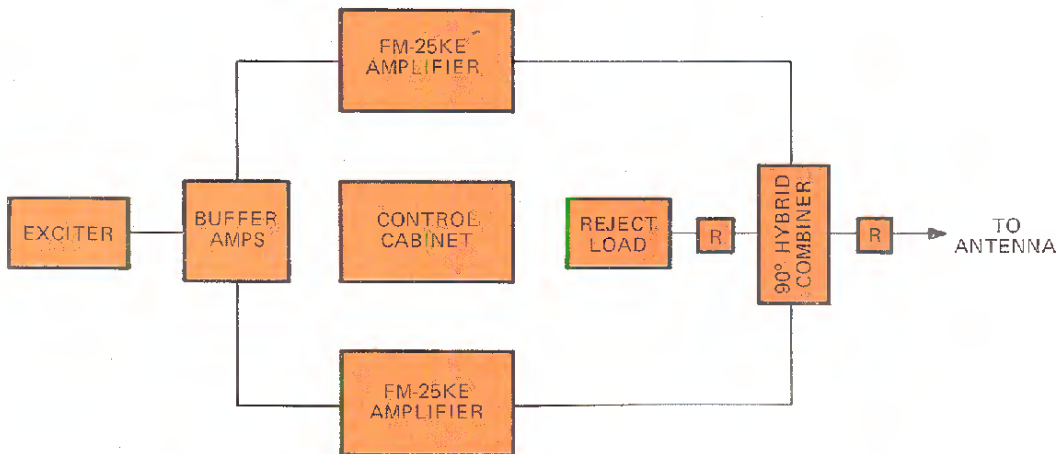 FM-25KE
AMPLIFIER
EXCITER
BUFFER
AMPS
CONTROL
CABINET
REJECT
LOAD
R
90° HYBRID
COMBINER
R
TO
ANTENNA
FM-25KE
AMPLIFIER